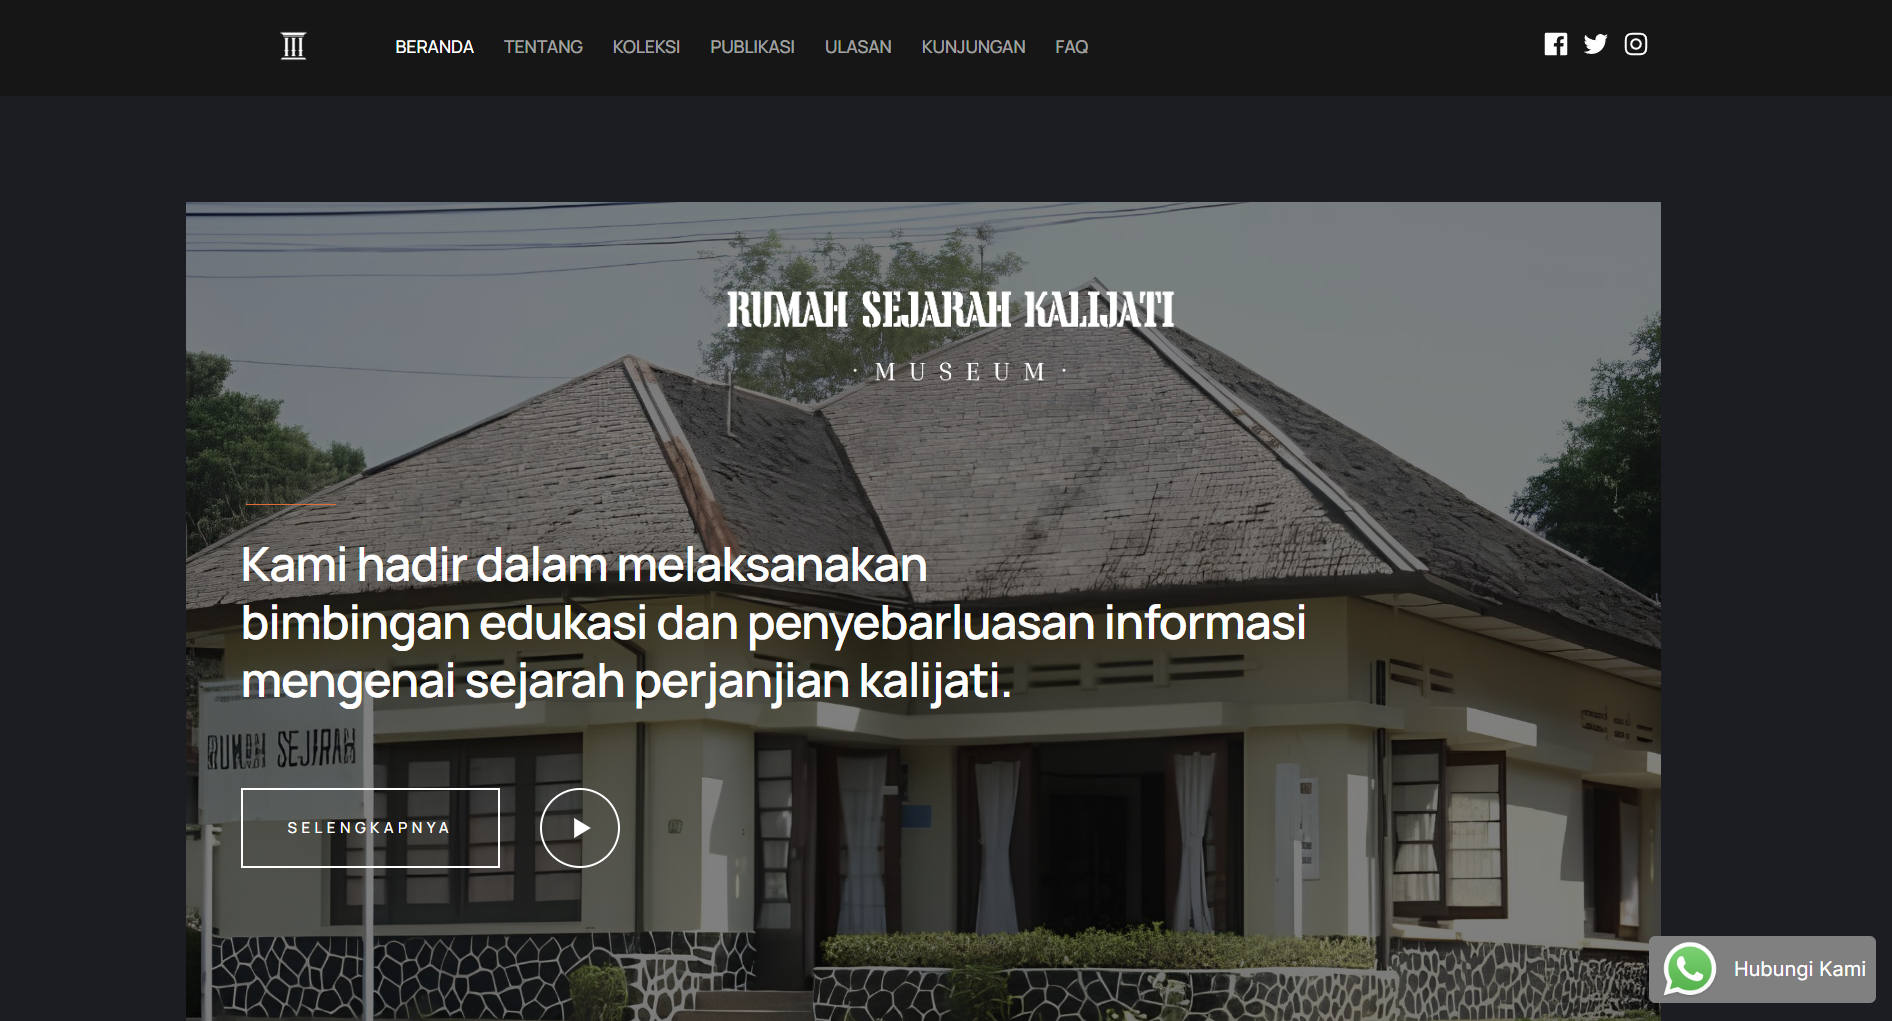 BERANDA TENTANG KOLEKSI PUBLIKASI ULASAN KUNJUNGAN FAQ
RUMAH SEJARAH KALIJATI
· MUSEUM ·
Kami hadir dalam melaksanakan
bimbingan edukasi dan penyebarluasan informasi
mengenai sejarah perjanjian kalijati.
RUMAH SEJARAH
SELENGKAPNYA
Hubungi Kami